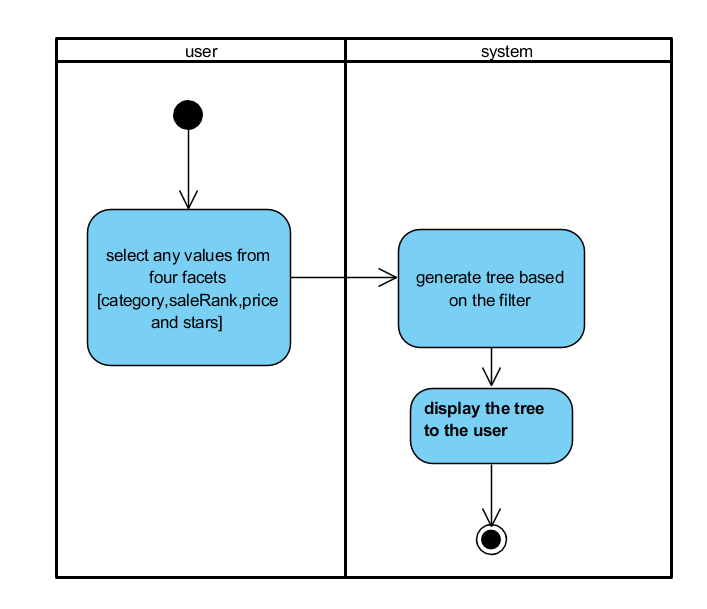 user
system
select any values from
four facets
[category,saleRank,price
and stars]
generate tree based
on the filter
display the tree
to the user